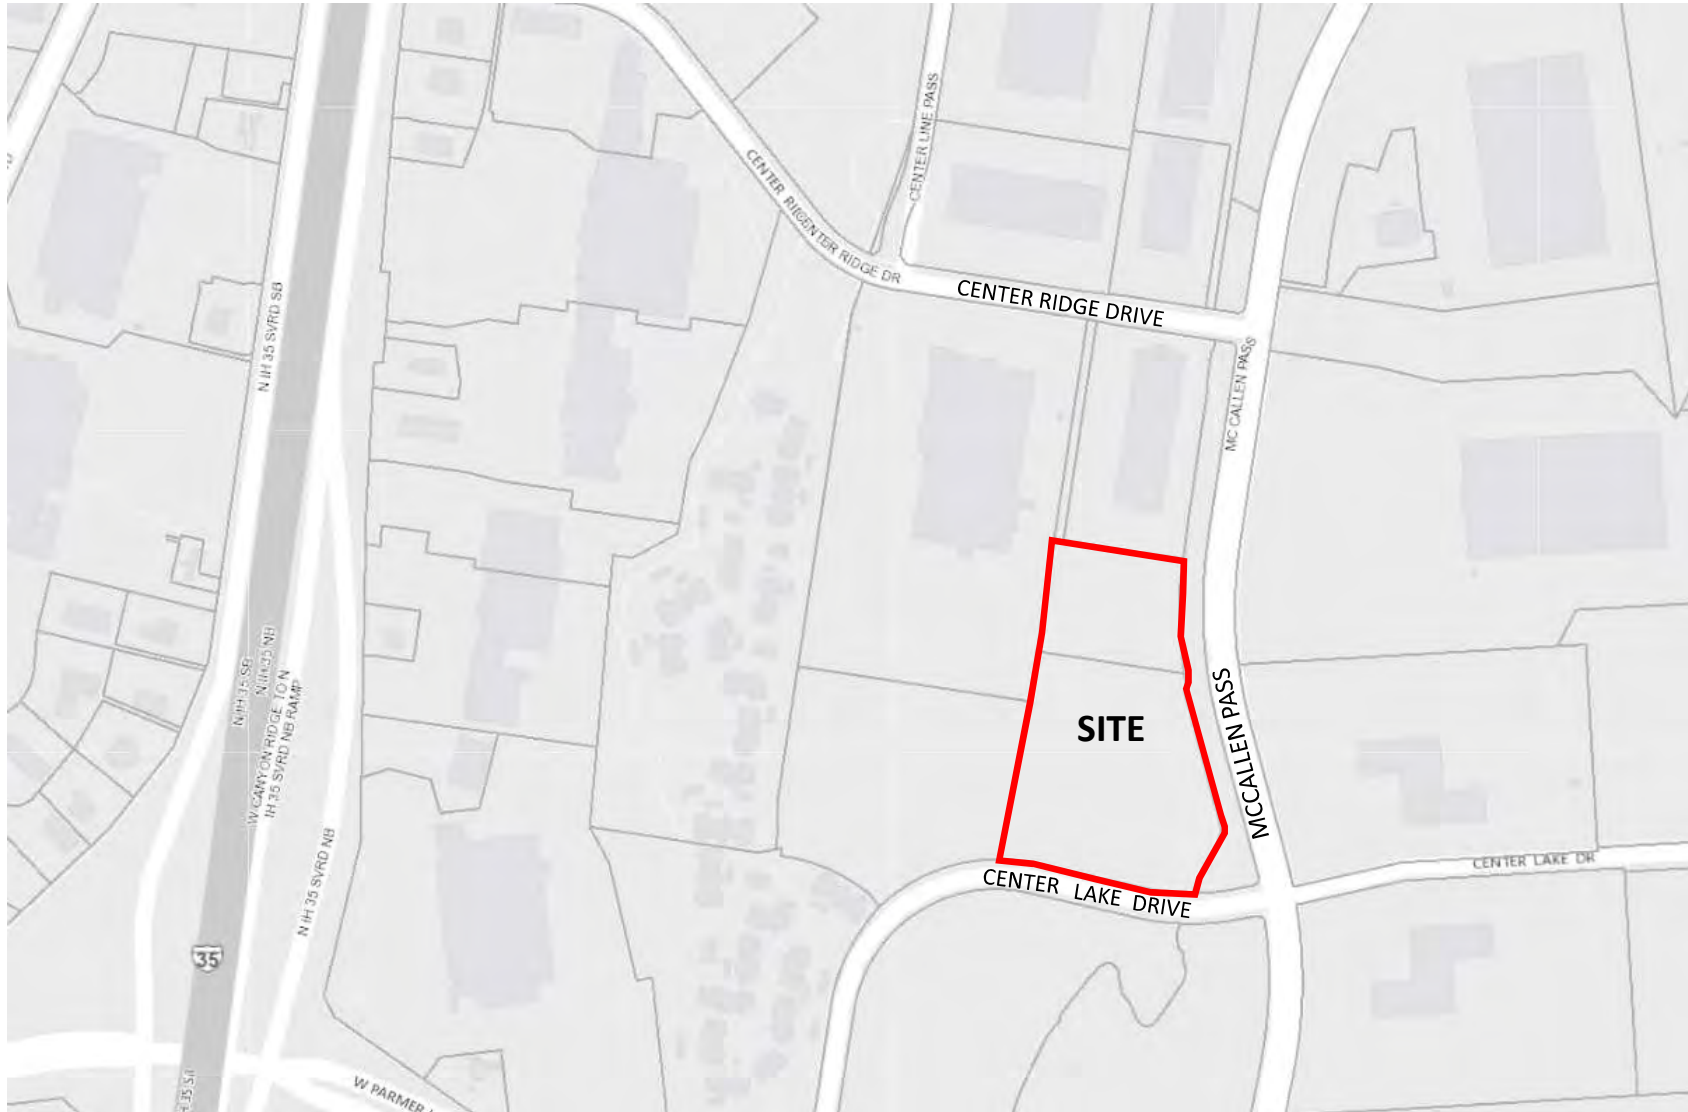 CENTER LINE PASS
CENTER RI
CENTER RIDGE DR
CENTER RIDGE DRIVE
N IH 35 SVRD SB
MC CALLEN PASS
N IH 35 SB
N IH 35 NB
W CANYON RIDGE TO N
IH 35 SVRD NB RAMP
SITE
MCCALLEN PASS
N IH 35 SVRD NB
CENTER LAKE DR
CENTER LAKE DRIVE
35
W PARMER